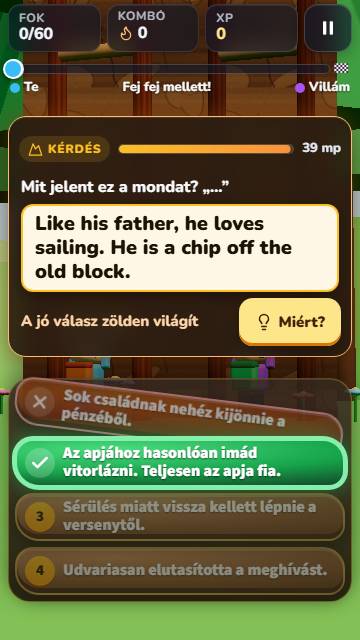 FOK
0/60
KOMBÓ
0
XP
0
Te
Fej fej mellett!
Villám
KÉRDÉS
39 mp
Mit jelent ez a mondat? „…”
Like his father, he loves
sailing. He is a chip off the
old block.
A jó válasz zölden világít
Miért?
Sok családnak nehéz kijönnie a
pénzéből.
Az apjához hasonlóan imád
vitorlázni. Teljesen az apja fia.
3
Sérülés miatt vissza kellett lépnie a
versenytől.
4
Udvariasan elutasította a meghívást.